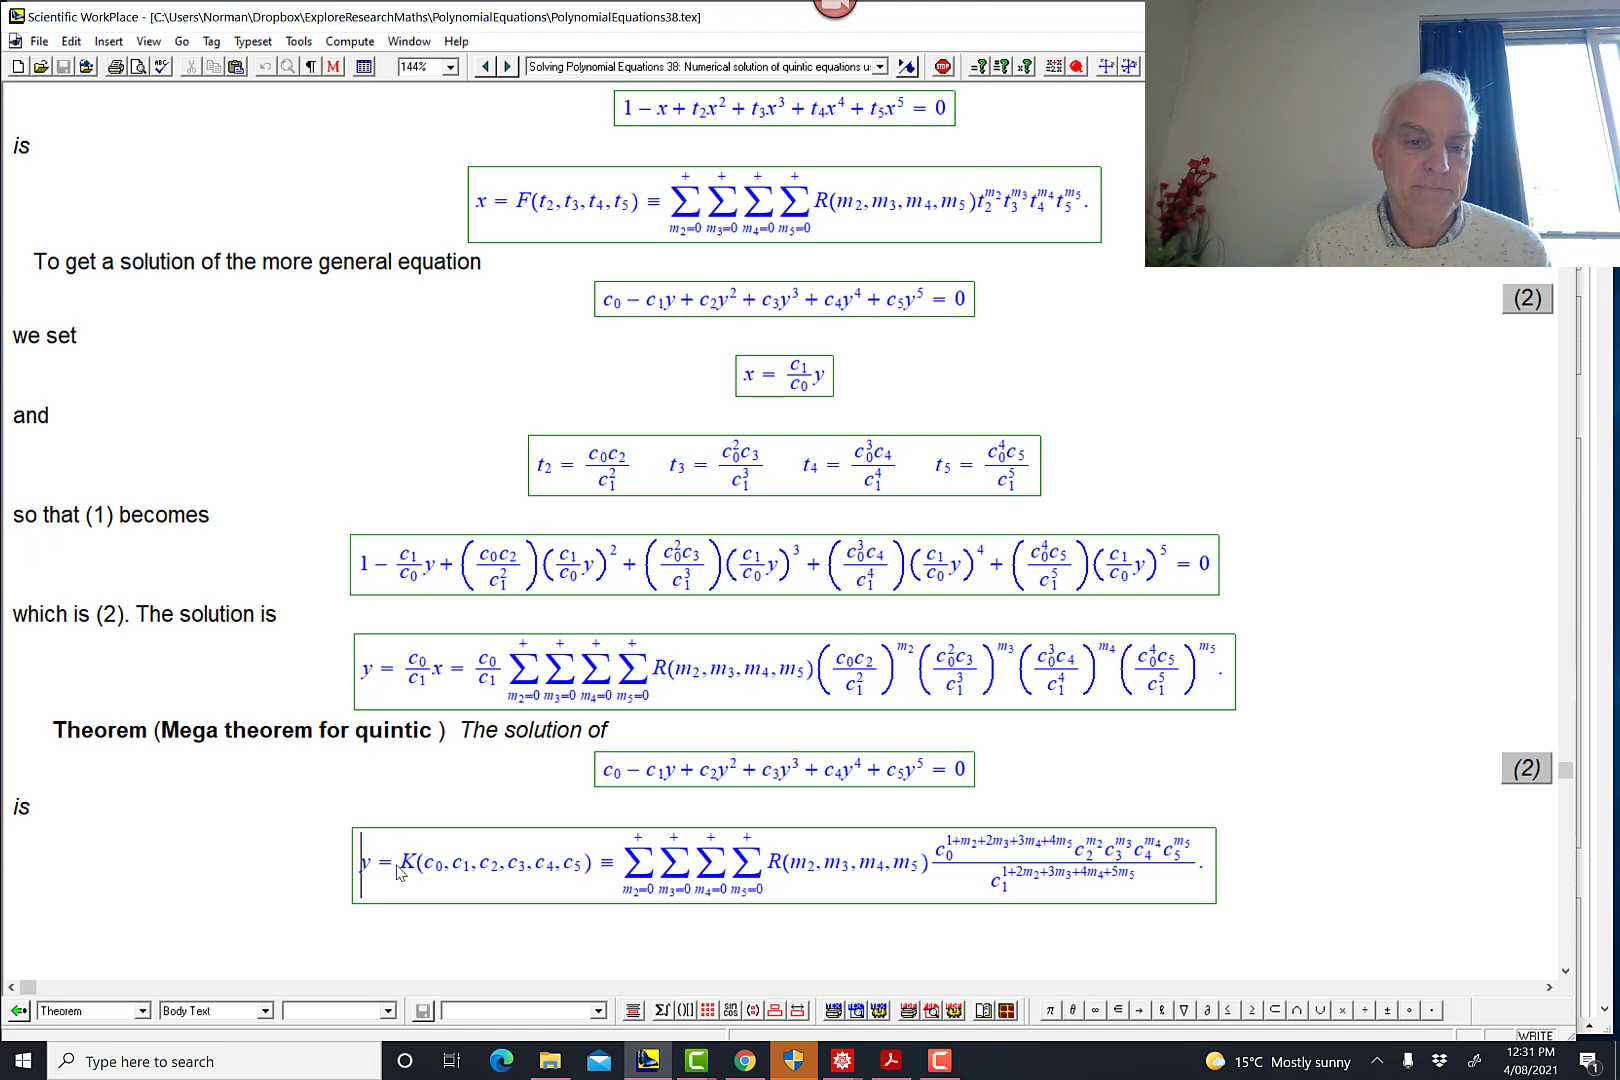 Scientific WorkPlace - [C:\Users\Norman\Dropbox\ExploreResearchMaths\PolynomialEquations\PolynomialEquations38.tex]
File Edit Insert View Go Tag Typeset Tools Compute Window Help
144% Solving Polynomial Equations 38: Numerical solution of quintic equations u:
1 − x + t₂x² + t₃x³ + t₄x⁴ + t₅x⁵ = 0
is
x = F(t₂, t₃, t₄, t₅) ≡ ∑⁺_{m₂=0} ∑⁺_{m₃=0} ∑⁺_{m₄=0} ∑⁺_{m₅=0} R(m₂, m₃, m₄, m₅) t₂^{m₂} t₃^{m₃} t₄^{m₄} t₅^{m₅}.
To get a solution of the more general equation
c₀ − c₁y + c₂y² + c₃y³ + c₄y⁴ + c₅y⁵ = 0 (2)
we set
x = (c₁/c₀) y
and
t₂ = c₀c₂/c₁² t₃ = c₀²c₃/c₁³ t₄ = c₀³c₄/c₁⁴ t₅ = c₀⁴c₅/c₁⁵
so that (1) becomes
1 − (c₁/c₀) y + (c₀c₂/c₁²)((c₁/c₀) y)² + (c₀²c₃/c₁³)((c₁/c₀) y)³ + (c₀³c₄/c₁⁴)((c₁/c₀) y)⁴ + (c₀⁴c₅/c₁⁵)((c₁/c₀) y)⁵ = 0
which is (2). The solution is
y = (c₀/c₁) x = (c₀/c₁) ∑⁺_{m₂=0} ∑⁺_{m₃=0} ∑⁺_{m₄=0} ∑⁺_{m₅=0} R(m₂, m₃, m₄, m₅) (c₀c₂/c₁²)^{m₂} (c₀²c₃/c₁³)^{m₃} (c₀³c₄/c₁⁴)^{m₄} (c₀⁴c₅/c₁⁵)^{m₅}.
Theorem (Mega theorem for quintic ) The solution of
c₀ − c₁y + c₂y² + c₃y³ + c₄y⁴ + c₅y⁵ = 0 (2)
is
y = K(c₀, c₁, c₂, c₃, c₄, c₅) ≡ ∑⁺_{m₂=0} ∑⁺_{m₃=0} ∑⁺_{m₄=0} ∑⁺_{m₅=0} R(m₂, m₃, m₄, m₅) c₀^{1+m₂+2m₃+3m₄+4m₅} c₂^{m₂} c₃^{m₃} c₄^{m₄} c₅^{m₅} / c₁^{1+2m₂+3m₃+4m₄+5m₅}.
Theorem Body Text
WRITE
Type here to search 15°C Mostly sunny 12:31 PM
4/08/2021